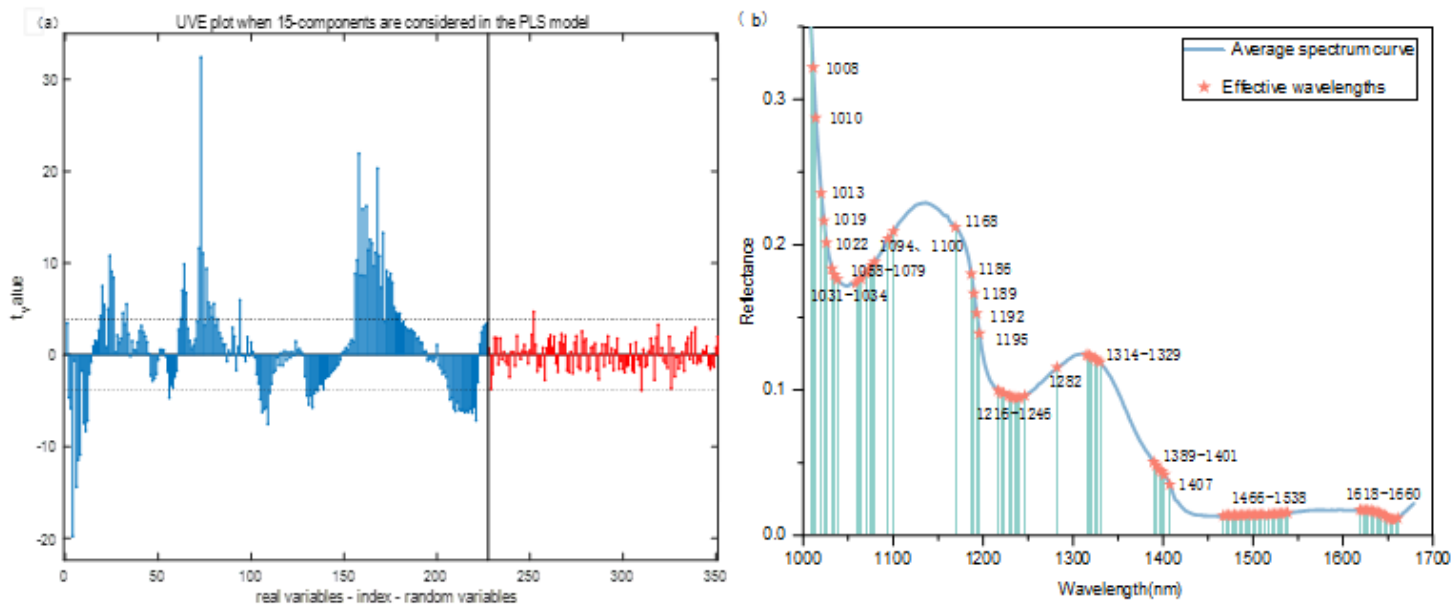 (a)
UVE plot when 15-components are considered in the PLS model
30
20
10
0
-10
-20
t_value
0 50 100 150 200 250 300 350
real variables - index - random variables
(b)
Average spectrum curve
Effective wavelengths
0.3
0.2
0.1
0.0
Reflectance
1008
1010
1013
1019
1022
1031-1034
1058-1079
1094、1100
1168
1186
1189
1192
1195
1216-1246
1282
1314-1329
1389-1401
1407
1466-1538
1618-1660
1000 1100 1200 1300 1400 1500 1600 1700
Wavelength(nm)